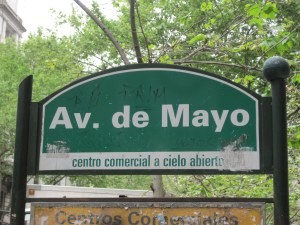 Av. de Mayo
centro comercial a cielo abierto
Centros Comerciales